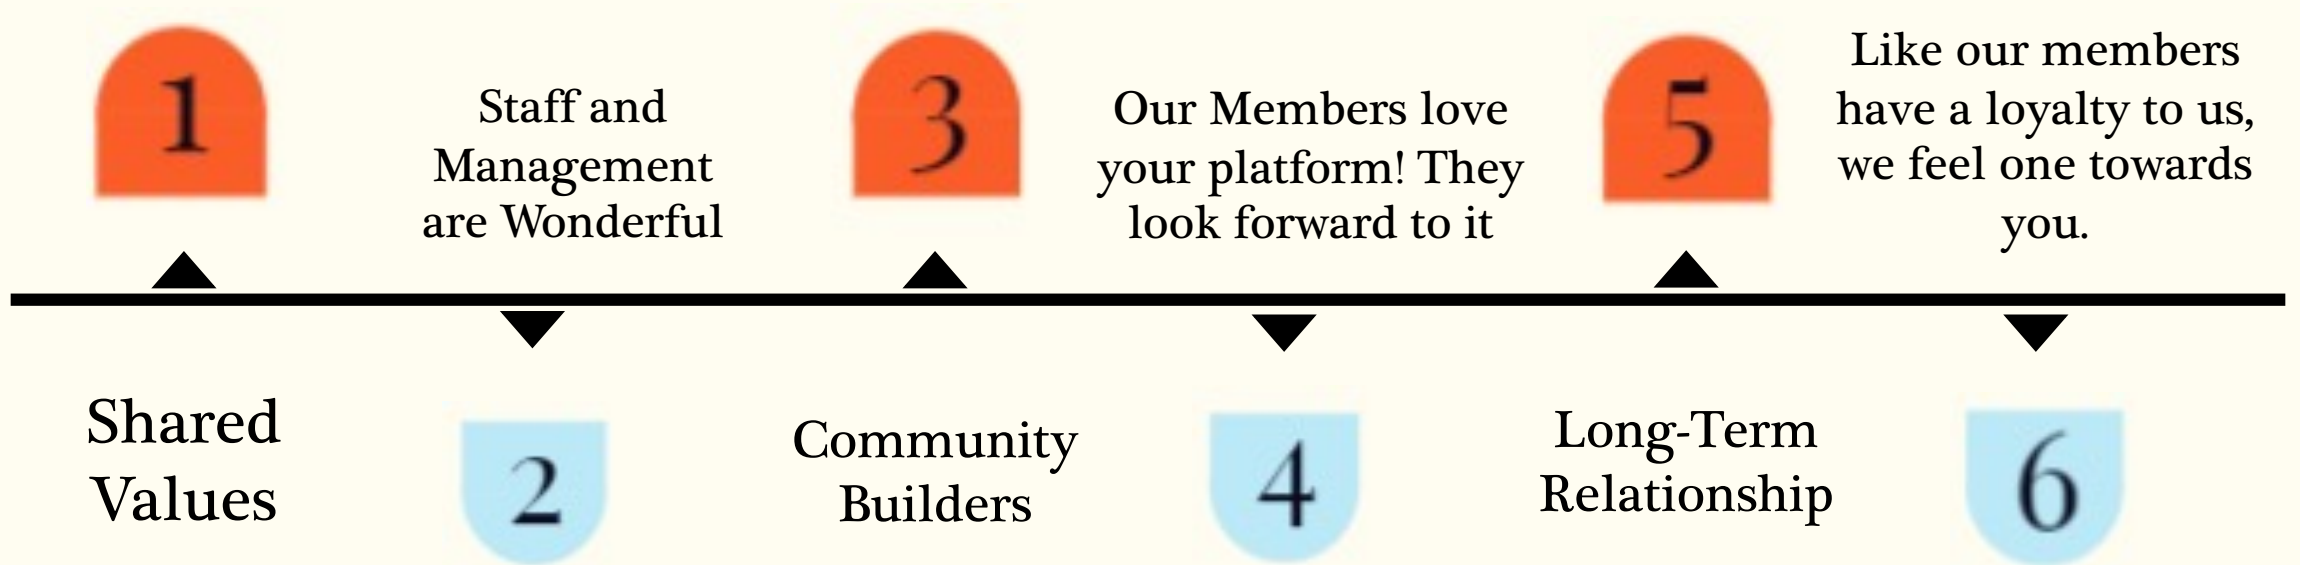 1
Shared
Values
Staff and
Management
are Wonderful
2
3
Community
Builders
Our Members love
your platform! They
look forward to it
4
5
Long-Term
Relationship
Like our members
have a loyalty to us,
we feel one towards
you.
6